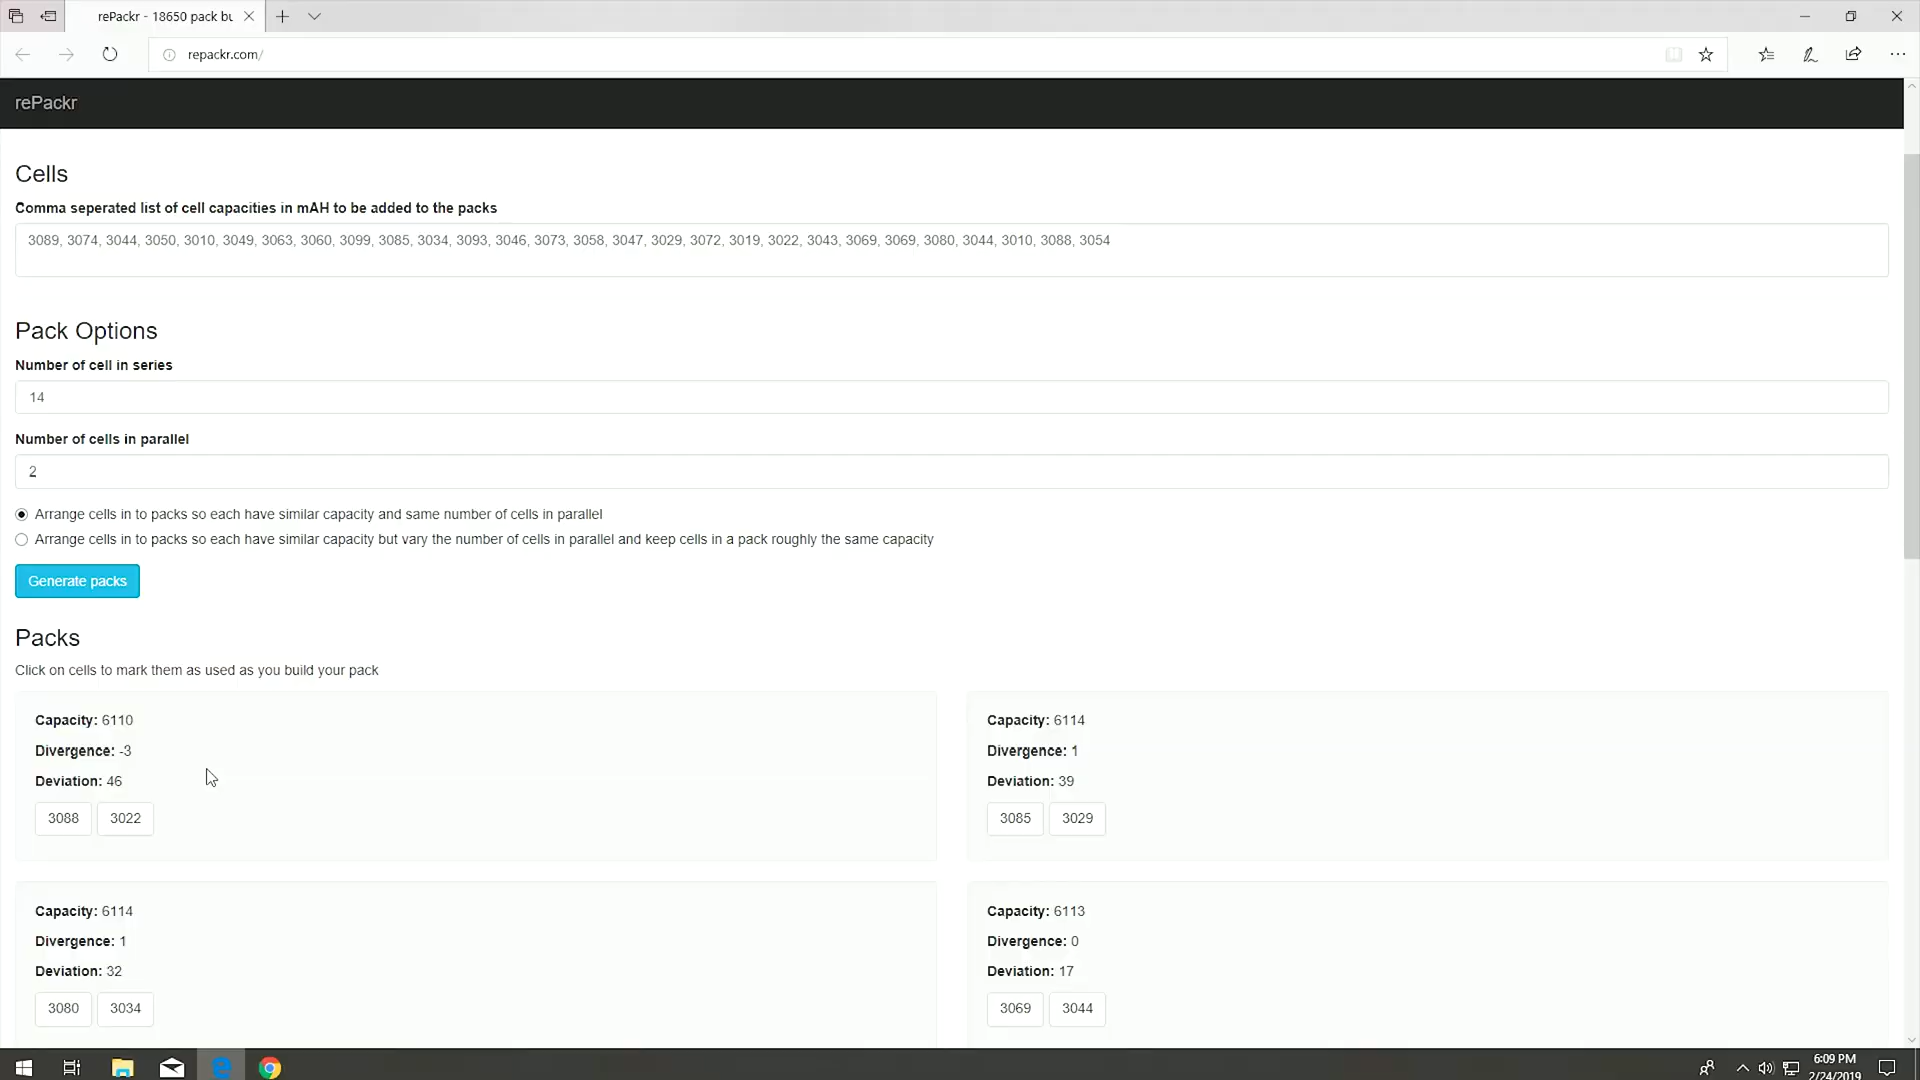 rePackr - 18650 pack bu
repackr.com/
rePackr
Cells
Comma seperated list of cell capacities in mAH to be added to the packs
3089, 3074, 3044, 3050, 3010, 3049, 3063, 3060, 3099, 3085, 3034, 3093, 3046, 3073, 3058, 3047, 3029, 3072, 3019, 3022, 3043, 3069, 3069, 3080, 3044, 3010, 3088, 3054
Pack Options
Number of cell in series
14
Number of cells in parallel
2
Arrange cells in to packs so each have similar capacity and same number of cells in parallel
Arrange cells in to packs so each have similar capacity but vary the number of cells in parallel and keep cells in a pack roughly the same capacity
Generate packs
Packs
Click on cells to mark them as used as you build your pack
Capacity: 6110
Divergence: -3
Deviation: 46
3088 3022
Capacity: 6114
Divergence: 1
Deviation: 39
3085 3029
Capacity: 6114
Divergence: 1
Deviation: 32
3080 3034
Capacity: 6113
Divergence: 0
Deviation: 17
3069 3044
6:09 PM
2/24/2019